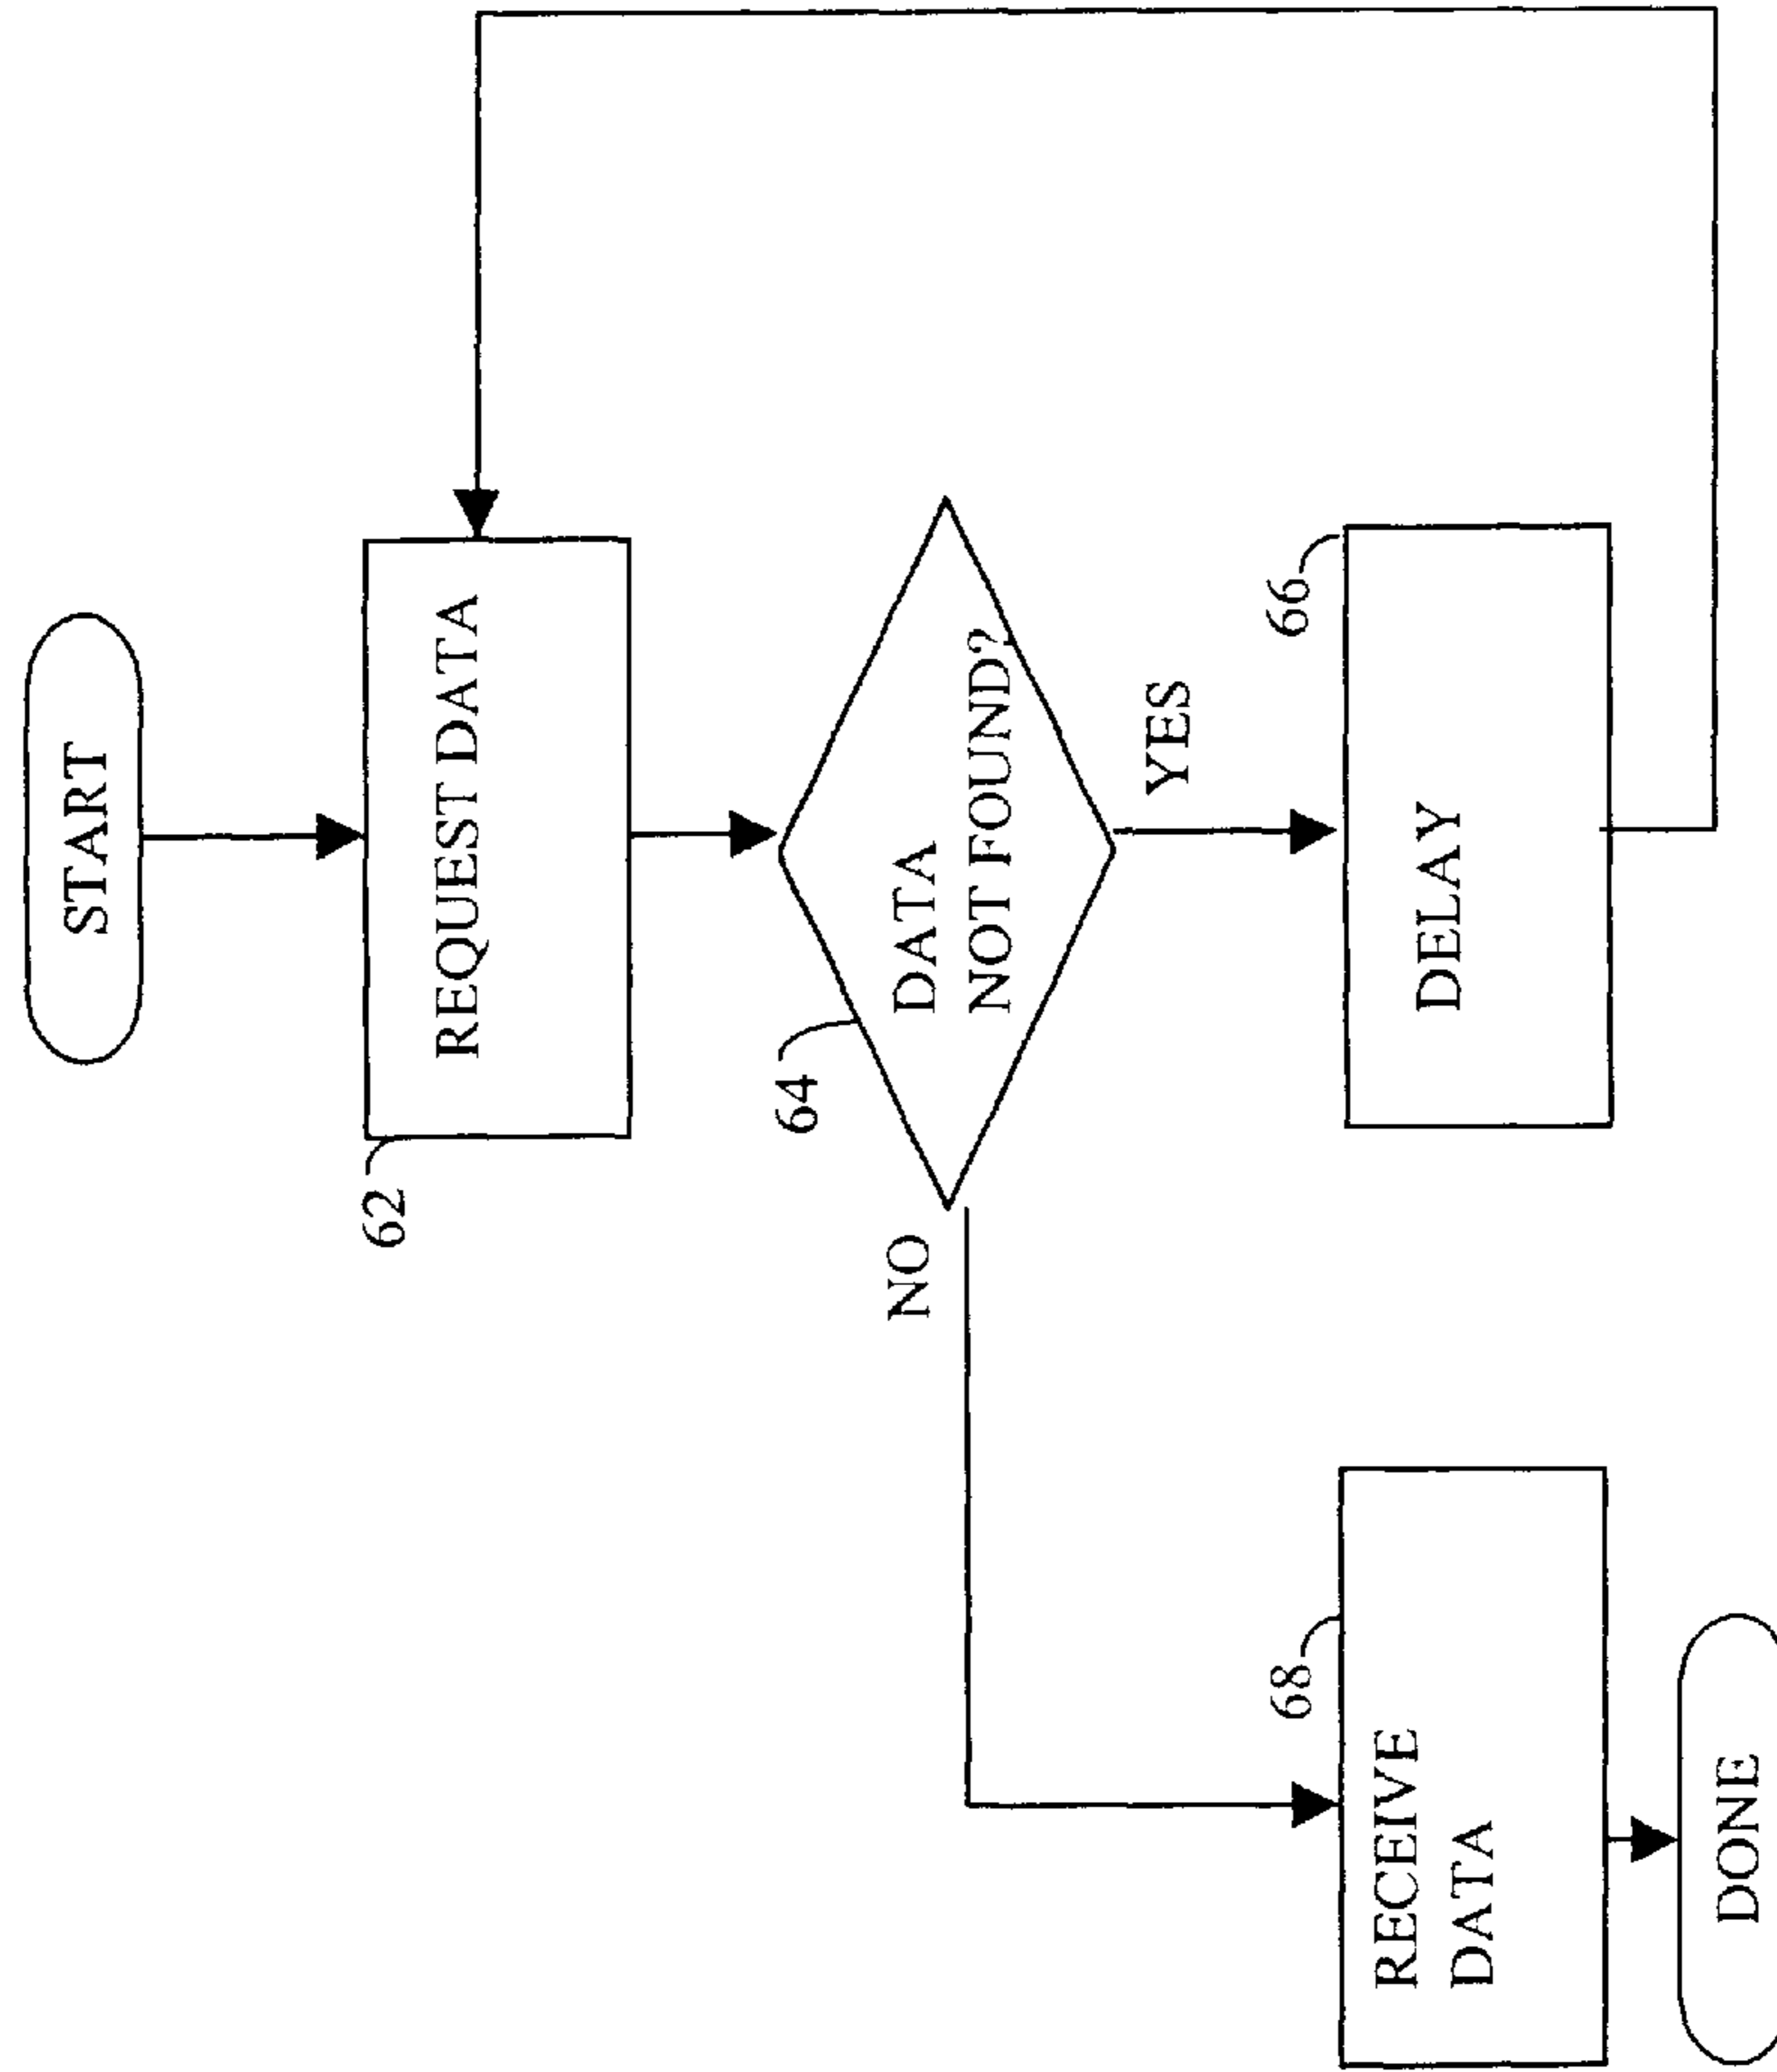 START
62
REQUEST DATA
64
DATA
NOT FOUND?
NO
YES
66
DELAY
68
RECEIVE
DATA
DONE